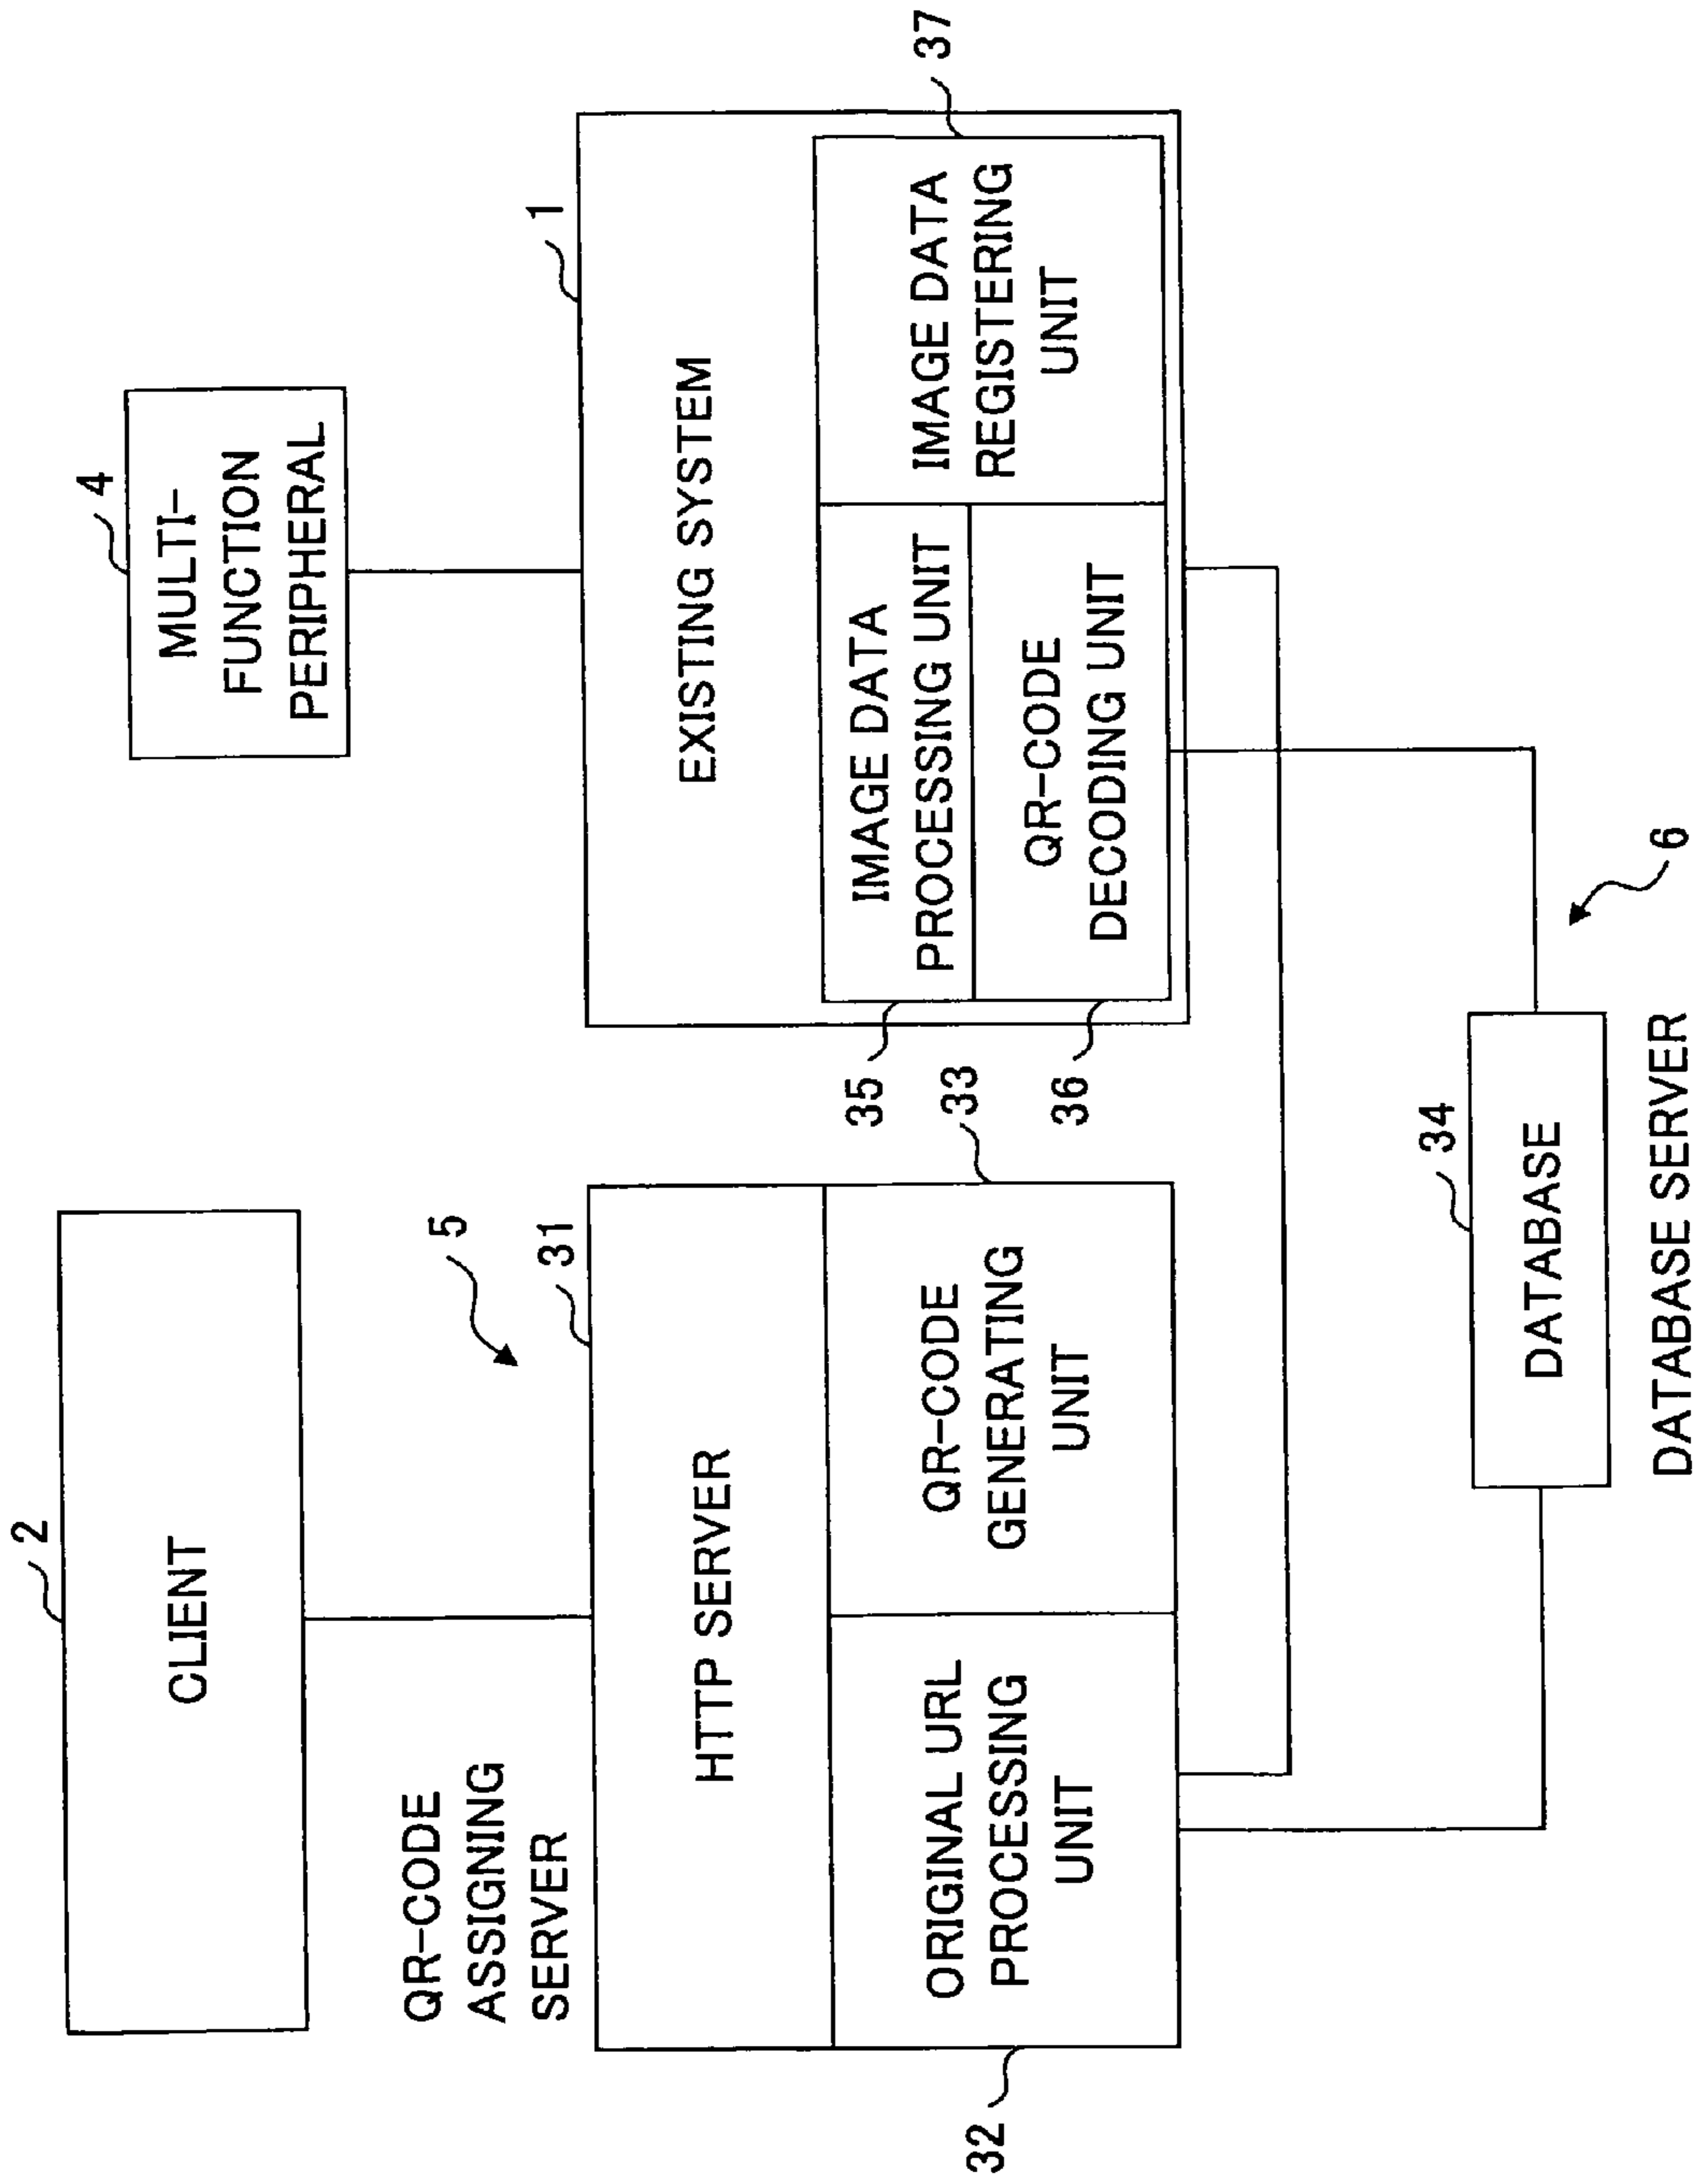 2
CLIENT
QR-CODE
ASSIGNING
SERVER
5
31
HTTP SERVER
ORIGINAL URL
PROCESSING
UNIT
32
QR-CODE
GENERATING
UNIT
33
4
MULTI-
FUNCTION
PERIPHERAL
1
EXISTING SYSTEM
IMAGE DATA
PROCESSING UNIT
35
QR-CODE
DECODING UNIT
36
IMAGE DATA
REGISTERING
UNIT
37
34
DATABASE
DATABASE SERVER
6